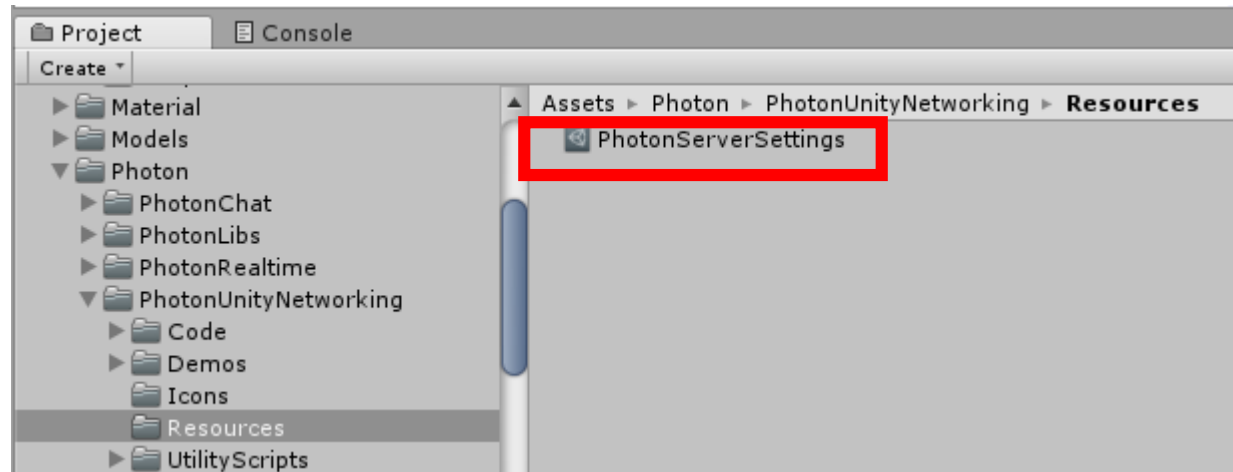 Project Console
Create
Material
Models
Photon
PhotonChat
PhotonLibs
PhotonRealtime
PhotonUnityNetworking
Code
Demos
Icons
Resources
UtilityScripts
Assets Photon PhotonUnityNetworking Resources
PhotonServerSettings